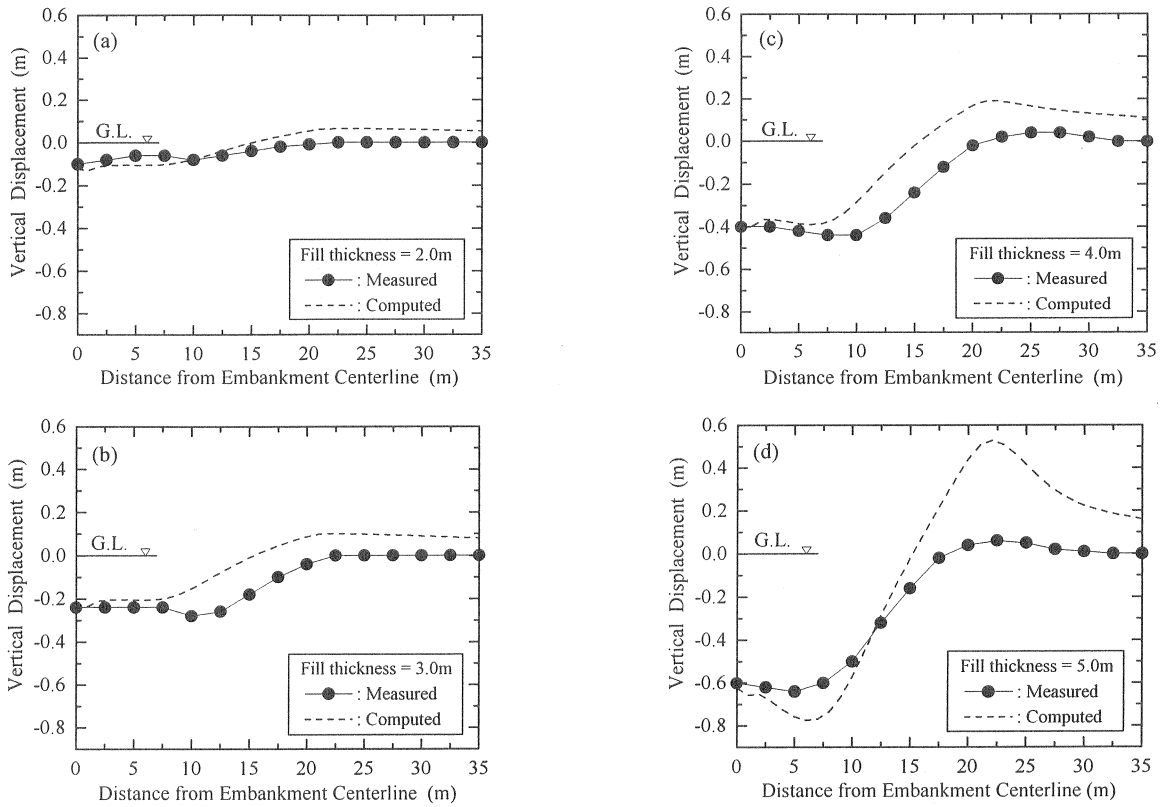 (a)
Vertical Displacement (m)
0.6
0.4
0.2
0.0
-0.2
-0.4
-0.6
-0.8
G.L.
Fill thickness = 2.0m
: Measured
: Computed
0 5 10 15 20 25 30 35
Distance from Embankment Centerline (m)
(c)
Vertical Displacement (m)
0.6
0.4
0.2
0.0
-0.2
-0.4
-0.6
-0.8
G.L.
Fill thickness = 4.0m
: Measured
: Computed
0 5 10 15 20 25 30 35
Distance from Embankment Centerline (m)
(b)
Vertical Displacement (m)
0.6
0.4
0.2
0.0
-0.2
-0.4
-0.6
-0.8
G.L.
Fill thickness = 3.0m
: Measured
: Computed
0 5 10 15 20 25 30 35
Distance from Embankment Centerline (m)
(d)
Vertical Displacement (m)
0.6
0.4
0.2
0.0
-0.2
-0.4
-0.6
-0.8
G.L.
Fill thickness = 5.0m
: Measured
: Computed
0 5 10 15 20 25 30 35
Distance from Embankment Centerline (m)